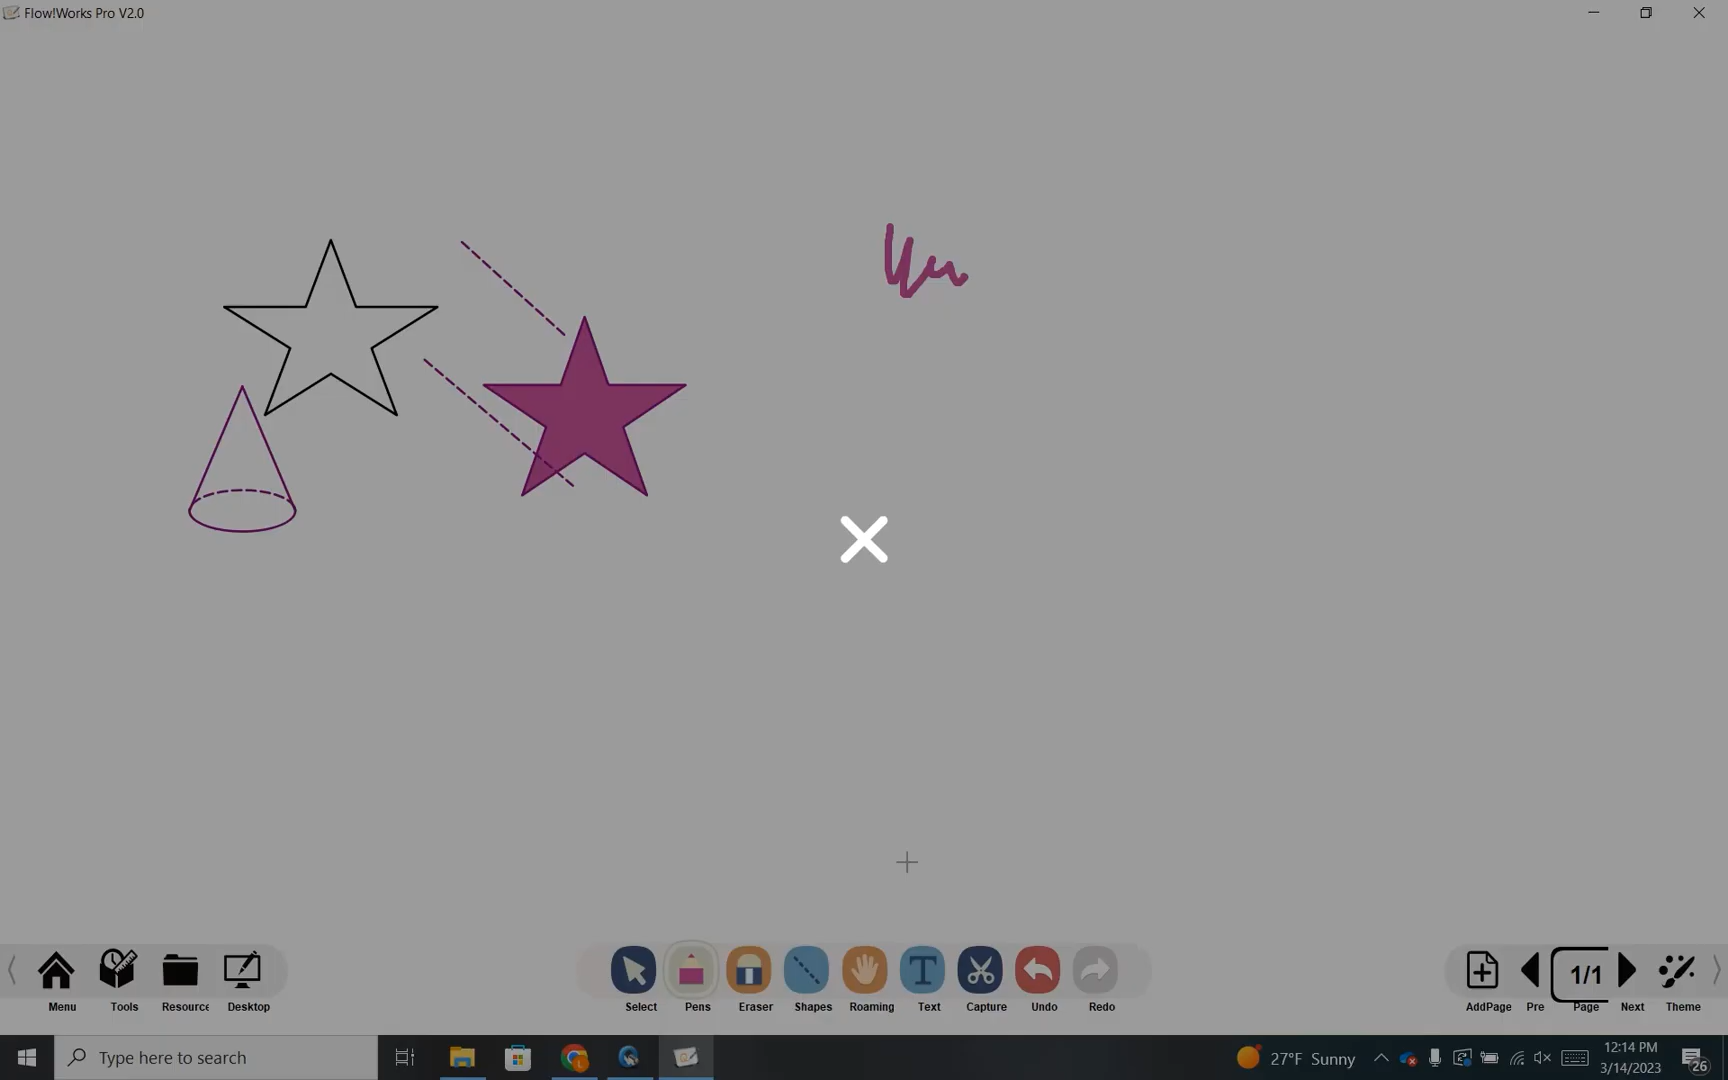 Flow!Works Pro V2.0
Menu
Tools
Resource
Desktop
Select
Pens
Eraser
Shapes
Roaming
T
Text
Capture
Undo
Redo
AddPage
Pre
1/1
Page
Next
Theme
Type here to search
27°F Sunny
12:14 PM
3/14/2023
26